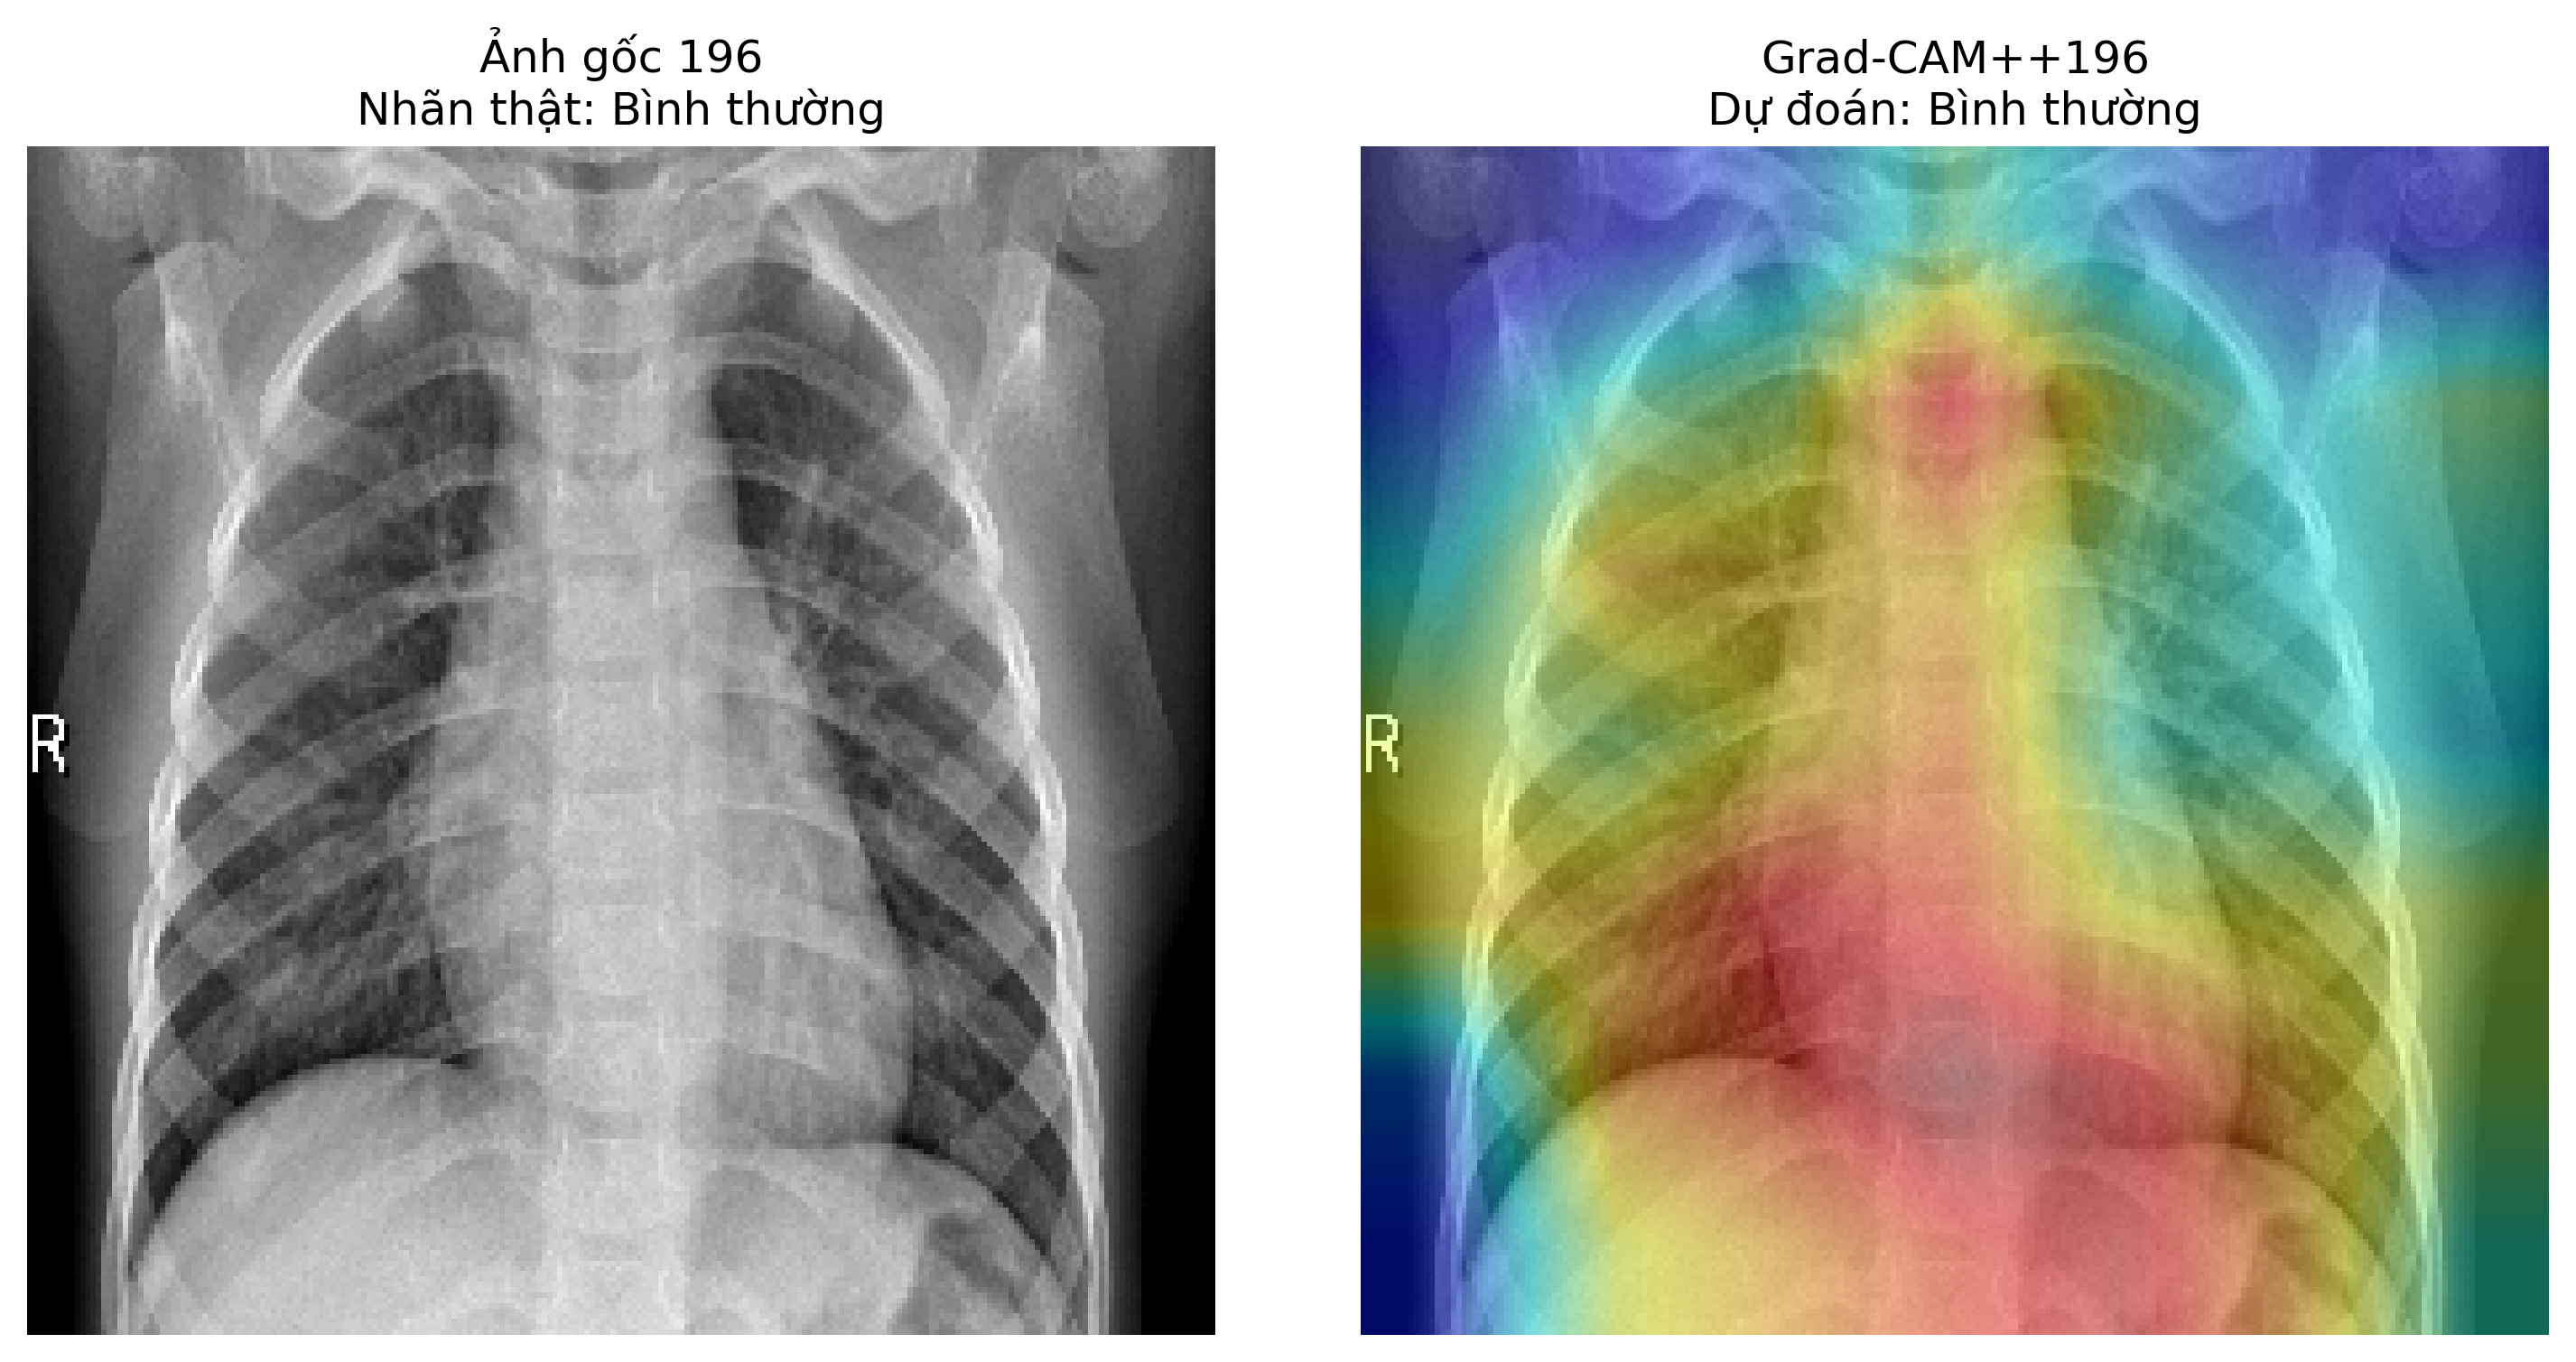 Ảnh gốc 196
Nhãn thật: Bình thường
Grad-CAM++196
Dự đoán: Bình thường
R
R